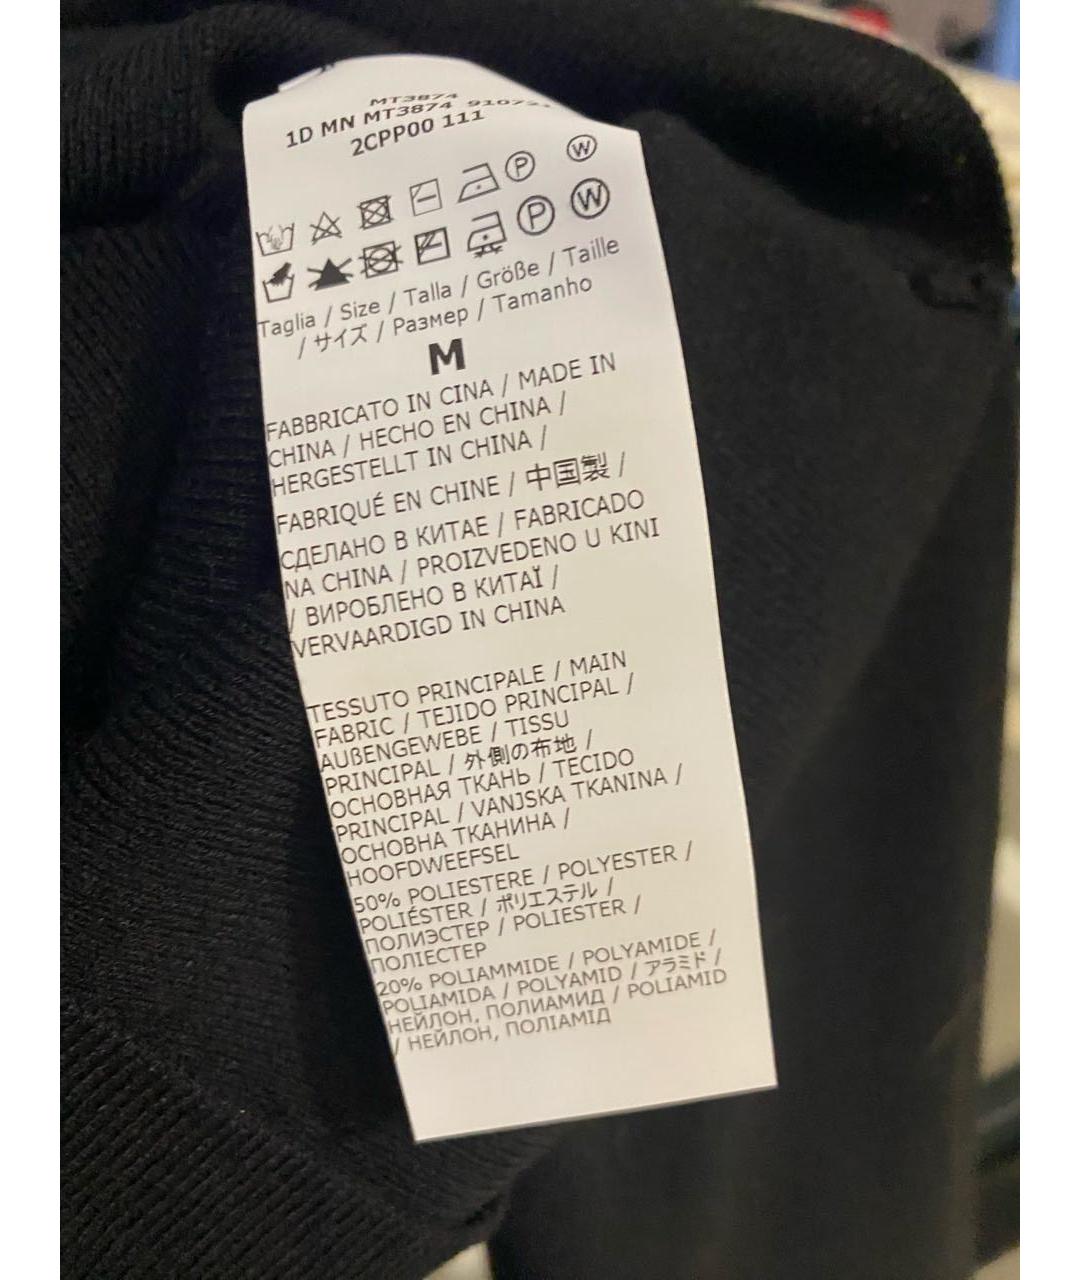 MT3874
1D MN MT3874
2CPP00 111
P W
P W
Taglia / Size / Talla / Größe / Taille
/ サイズ / Размер / Tamanho
M
FABBRICATO IN CINA / MADE IN
CHINA / HECHO EN CHINA /
HERGESTELLT IN CHINA /
FABRIQUÉ EN CHINE / 中国製 /
СДЕЛАНО В КИТАЕ / FABRICADO
NA CHINA / PROIZVEDENO U KINI
/ ВИРОБЛЕНО В КИТАЇ /
VERVAARDIGD IN CHINA
TESSUTO PRINCIPALE / MAIN
FABRIC / TEJIDO PRINCIPAL /
AUßENGEWEBE / TISSU
PRINCIPAL / 外側の布地 /
ОСНОВНАЯ ТКАНЬ / TECIDO
PRINCIPAL / VANJSKA TKANINA /
ОСНОВНА ТКАНИНА /
HOOFDWEEFSEL
50% POLIESTERE / POLYESTER /
POLIÉSTER / ポリエステル /
ПОЛИЭСТЕР / POLIESTER /
ПОЛІЕСТЕР
20% POLIAMMIDE / POLYAMIDE /
POLIAMIDA / POLYAMID / アラミド /
НЕЙЛОН, ПОЛИАМИД / POLIAMID
/ НЕЙЛОН, ПОЛІАМІД